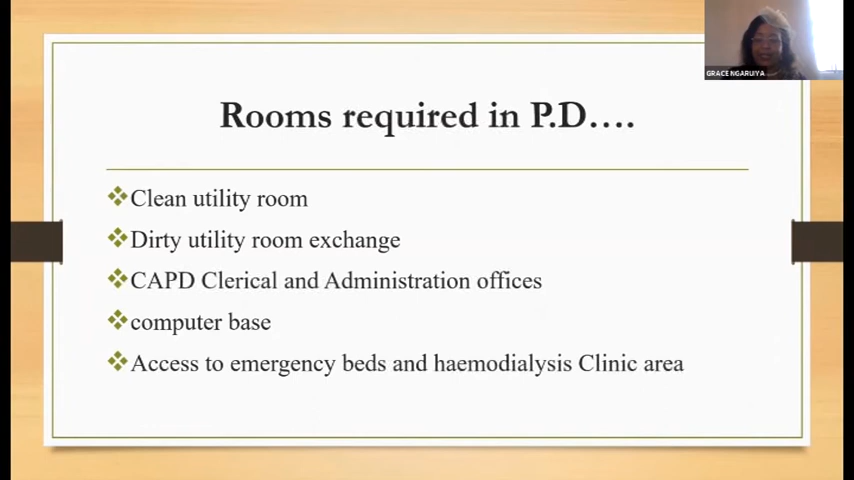 GRACE NGARUIYA
Rooms required in P.D….
Clean utility room
Dirty utility room exchange
CAPD Clerical and Administration offices
computer base
Access to emergency beds and haemodialysis Clinic area